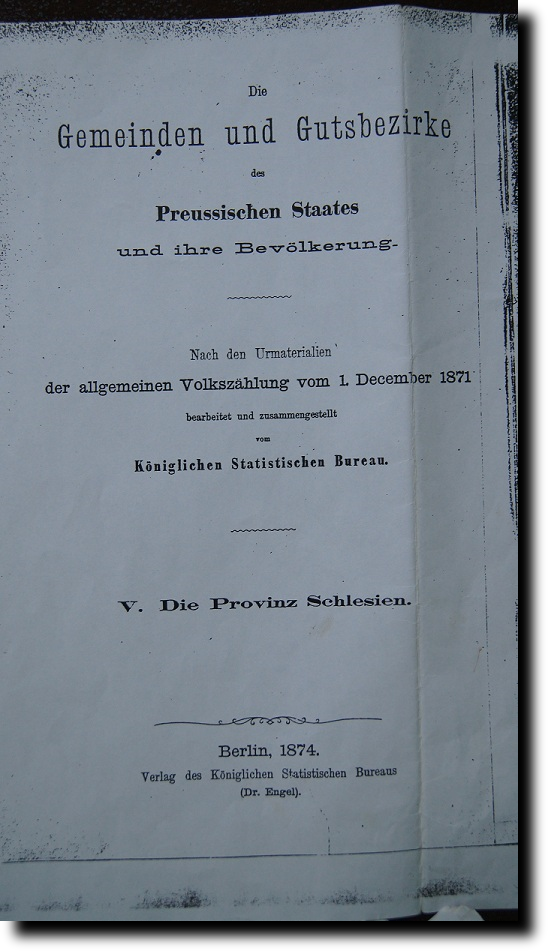 Die
Gemeinden und Gutsbezirke
des
Preussischen Staates
und ihre Bevölkerung.
Nach den Urmaterialien
der allgemeinen Volkszählung vom 1. December 1871
bearbeitet und zusammengestellt
vom
Königlichen Statistischen Bureau.
V. Die Provinz Schlesien.
Berlin, 1874.
Verlag des Königlichen Statistischen Bureaus
(Dr. Engel).